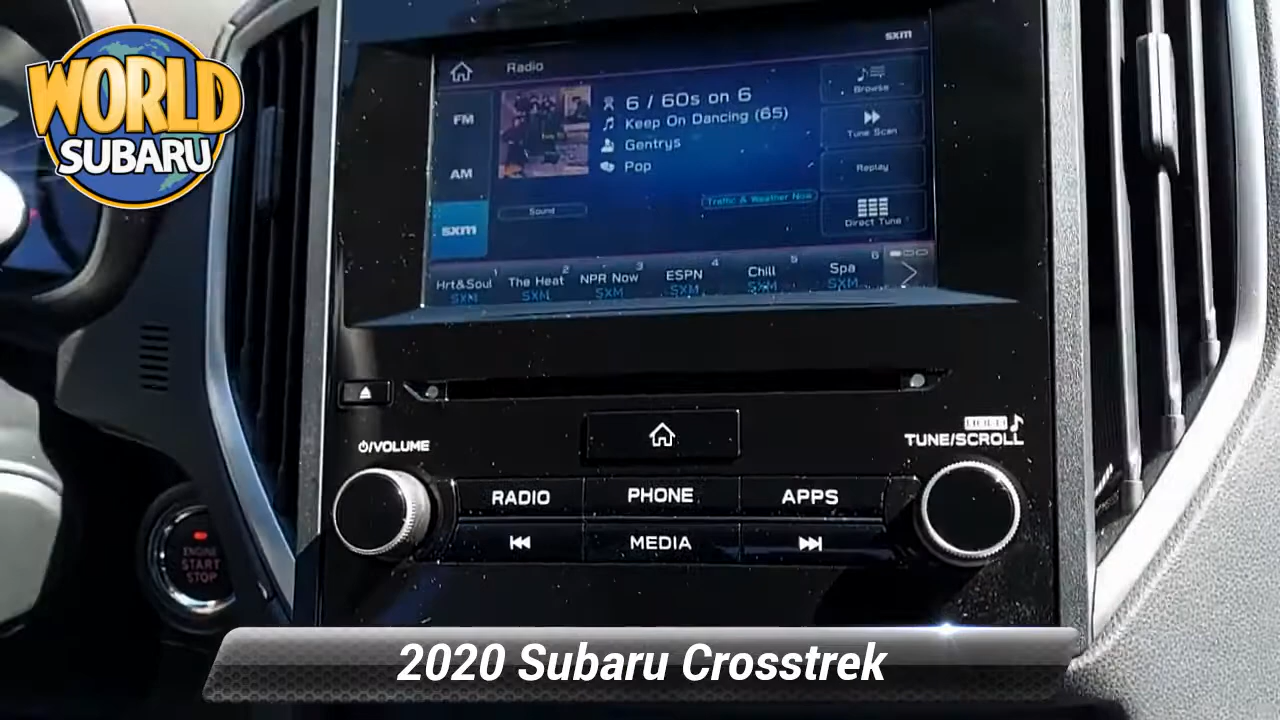 WORLD
SUBARU
sxm
Radio
FM
AM
sxm
6 / 60s on 6
Keep On Dancing (65)
Gentrys
Pop
Sound
Traffic & Weather Now
Browse
Tune Scan
Replay
Direct Tune
Hrt&Soul 1
SXM
The Heat 2
SXM
NPR Now 3
SXM
ESPN 4
SXM
Chill 5
SXM
Spa 6
SXM
/VOLUME
TUNE/SCROLL
RADIO PHONE APPS
MEDIA
ENGINE
START
STOP
2020 Subaru Crosstrek